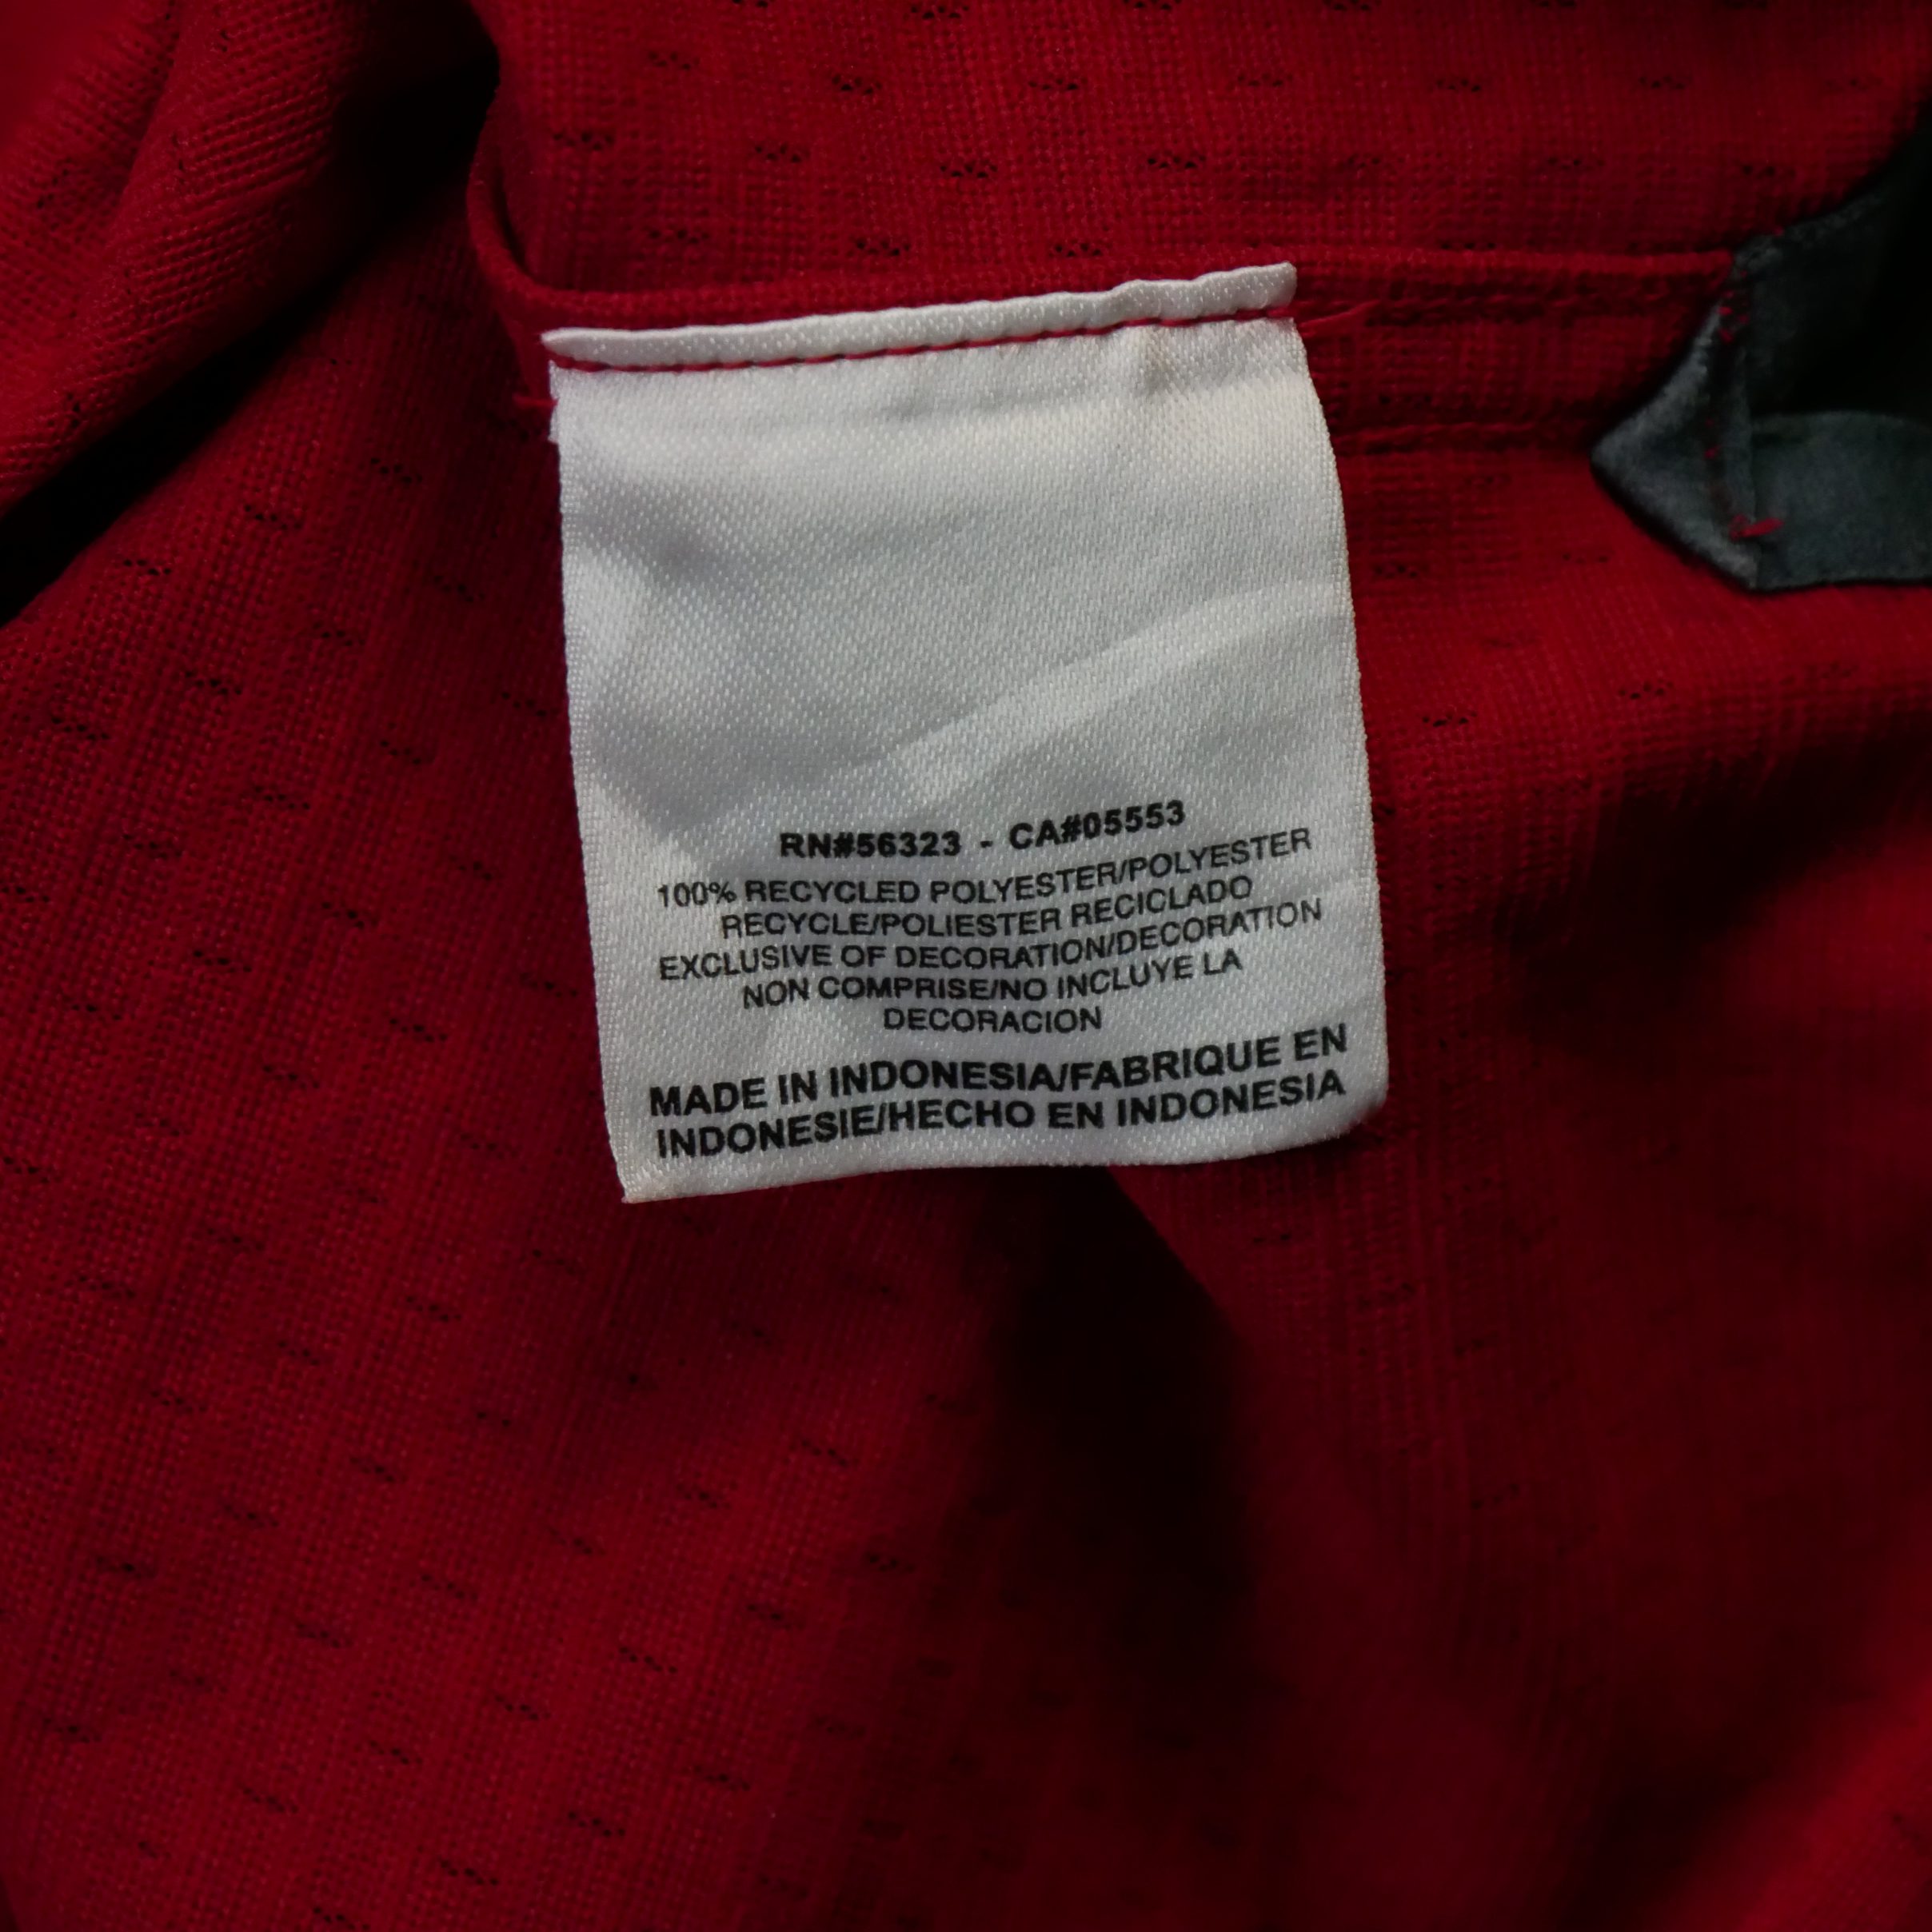 RN#56323 - CA#05553
100% RECYCLED POLYESTER/POLYESTER
RECYCLE/POLIESTER RECICLADO
EXCLUSIVE OF DECORATION/DECORATION
NON COMPRISE/NO INCLUYE LA
DECORACION
MADE IN INDONESIA/FABRIQUE EN
INDONESIE/HECHO EN INDONESIA